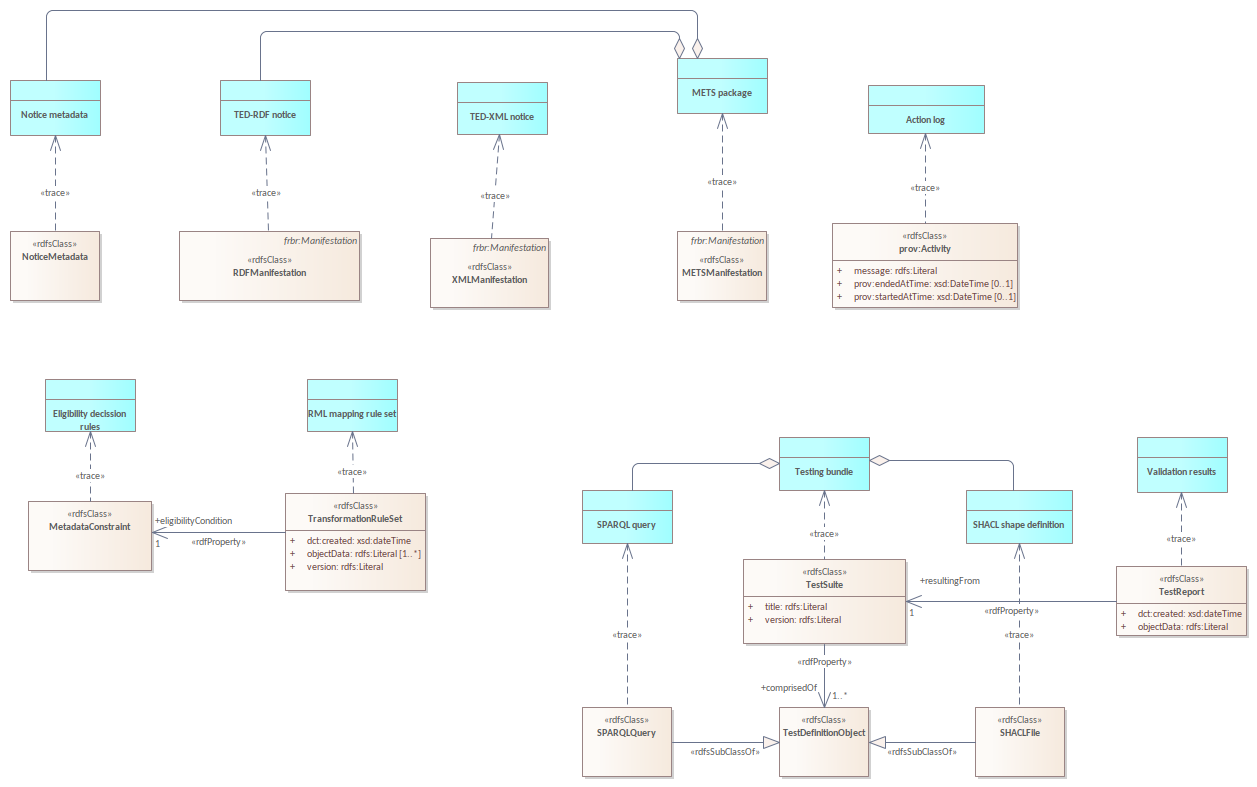 Notice metadata
TED-RDF notice
TED-XML notice
METS package
Action log
«trace»
«trace»
«trace»
«trace»
«trace»
«rdfsClass»
NoticeMetadata
frbr:Manifestation
«rdfsClass»
RDFManifestation
frbr:Manifestation
«rdfsClass»
XMLManifestation
frbr:Manifestation
«rdfsClass»
METSManifestation
«rdfsClass»
prov:Activity
+ message: rdfs:Literal
+ prov:endedAtTime: xsd:DateTime [0..1]
+ prov:startedAtTime: xsd:DateTime [0..1]
Eligibility decission
rules
RML mapping rule set
«trace»
«trace»
«rdfsClass»
MetadataConstraint
+eligibilityCondition
1
«rdfProperty»
«rdfsClass»
TransformationRuleSet
+ dct:created: xsd:dateTime
+ objectData: rdfs:Literal [1..*]
+ version: rdfs:Literal
Testing bundle
Validation results
SPARQL query
SHACL shape definition
«trace»
«trace»
«rdfsClass»
TestSuite
+ title: rdfs:Literal
+ version: rdfs:Literal
+resultingFrom
1
«rdfProperty»
«rdfsClass»
TestReport
+ dct:created: xsd:dateTime
+ objectData: rdfs:Literal
«trace»
«trace»
«rdfProperty»
+comprisedOf
1..*
«rdfsClass»
SPARQLQuery
«rdfsSubClassOf»
«rdfsClass»
TestDefinitionObject
«rdfsSubClassOf»
«rdfsClass»
SHACLFile